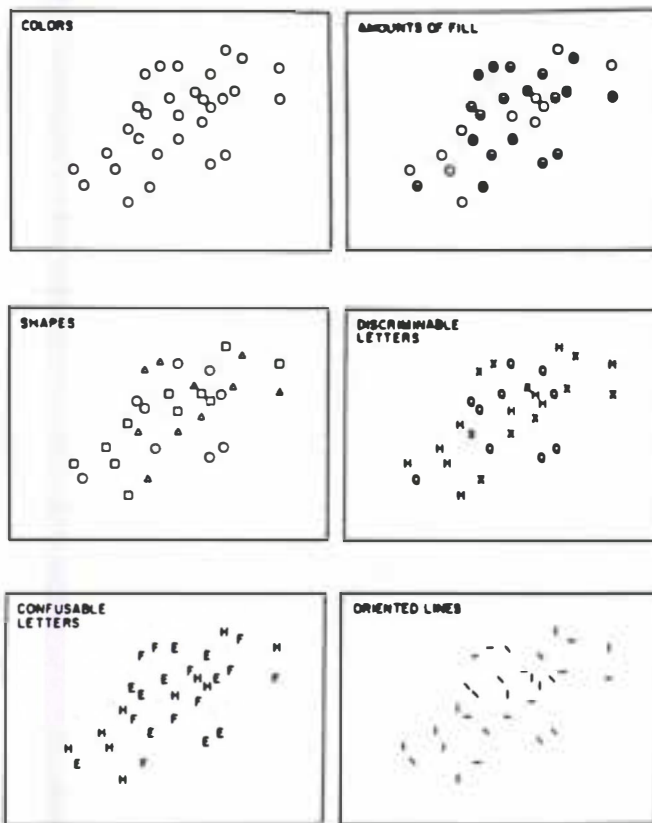 COLORS
AMOUNTS OF FILL
SHAPES
DISCRIMINABLE
LETTERS
CONFUSABLE
LETTERS
ORIENTED LINES